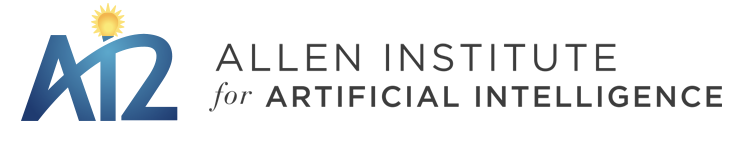 Ai2
ALLEN INSTITUTE
for ARTIFICIAL INTELLIGENCE